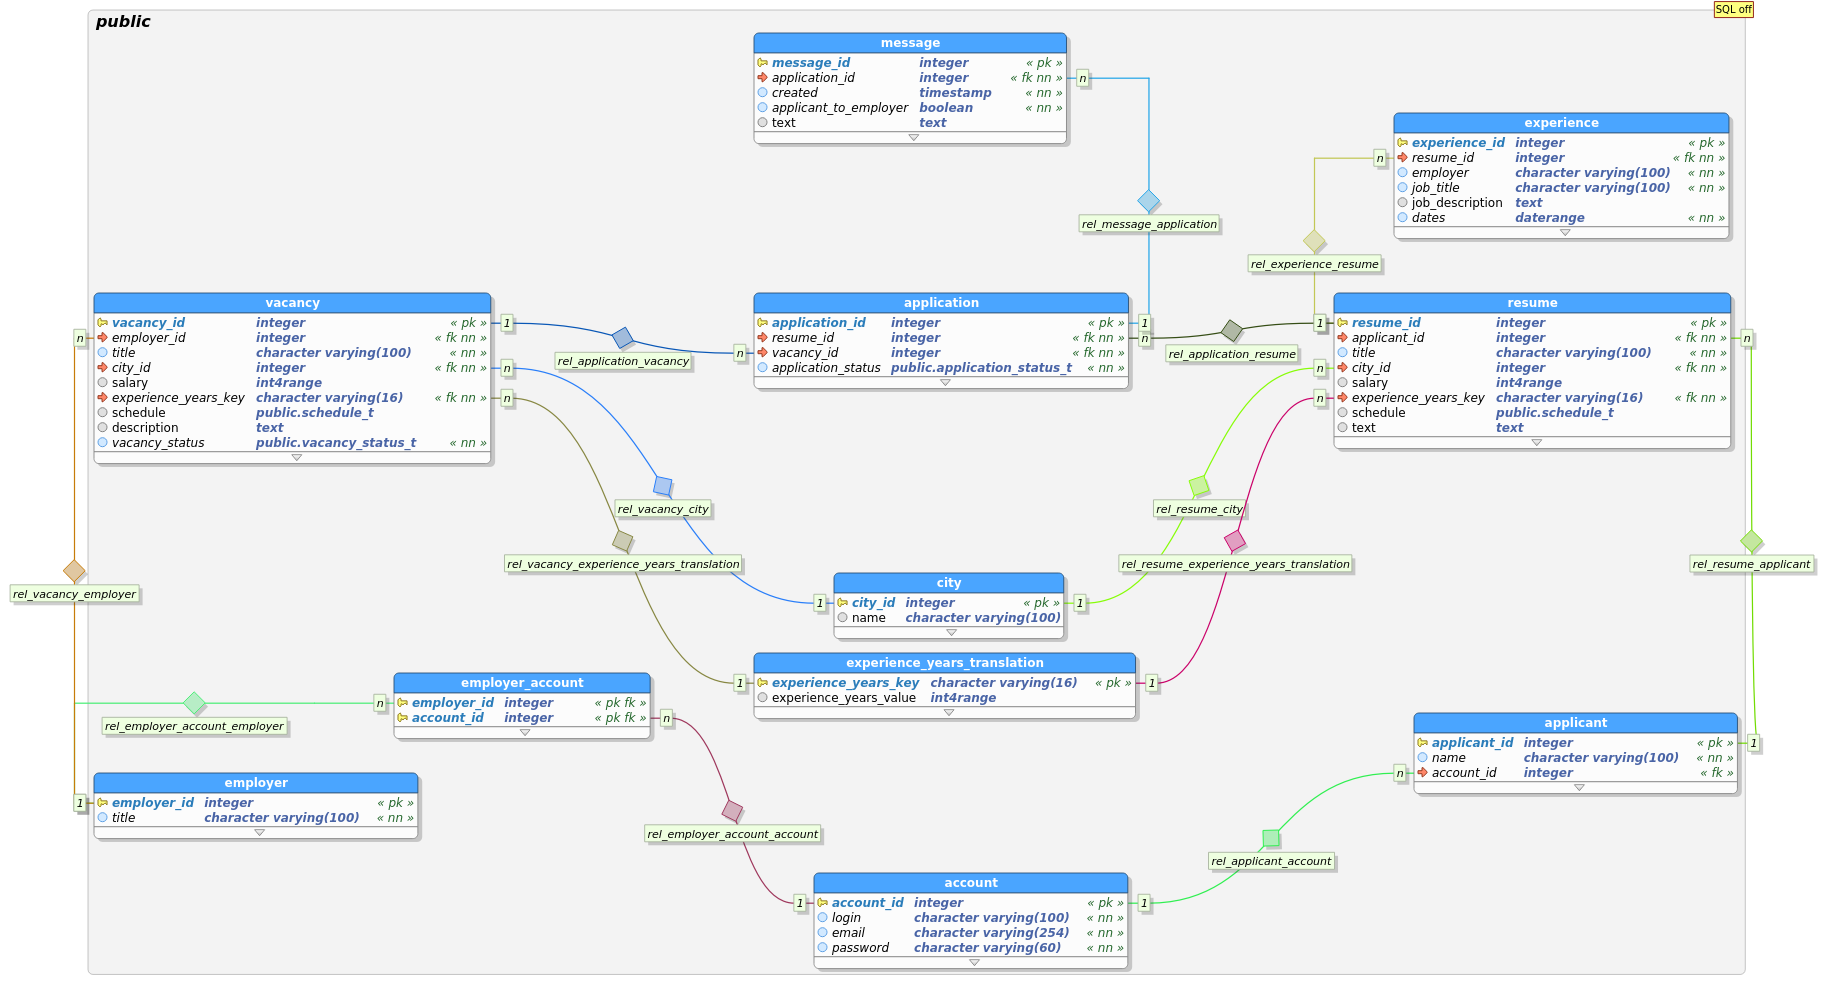 SQL off
public
message
message_id integer « pk »
application_id integer « fk nn »
created timestamp « nn »
applicant_to_employer boolean « nn »
text text
n
experience
experience_id integer « pk »
resume_id integer « fk nn »
employer character varying(100) « nn »
job_title character varying(100) « nn »
job_description text
dates daterange « nn »
n
rel_message_application
rel_experience_resume
vacancy
vacancy_id integer « pk »
employer_id integer « fk nn »
title character varying(100) « nn »
city_id integer « fk nn »
salary int4range
experience_years_key character varying(16) « fk nn »
schedule public.schedule_t
description text
vacancy_status public.vacancy_status_t « nn »
n
1
n
n
rel_application_vacancy
n
application
application_id integer « pk »
resume_id integer « fk nn »
vacancy_id integer « fk nn »
application_status public.application_status_t « nn »
1
n
rel_application_resume
1
n
n
resume
resume_id integer « pk »
applicant_id integer « fk nn »
title character varying(100) « nn »
city_id integer « fk nn »
salary int4range
experience_years_key character varying(16) « fk nn »
schedule public.schedule_t
text text
n
rel_vacancy_city
rel_resume_city
rel_vacancy_experience_years_translation
rel_resume_experience_years_translation
rel_resume_applicant
rel_vacancy_employer
city
city_id integer « pk »
name character varying(100)
1
1
experience_years_translation
experience_years_key character varying(16) « pk »
experience_years_value int4range
1
1
employer_account
employer_id integer « pk fk »
account_id integer « pk fk »
n
n
rel_employer_account_employer
applicant
applicant_id integer « pk »
name character varying(100) « nn »
account_id integer « fk »
1
n
employer
employer_id integer « pk »
title character varying(100) « nn »
1
rel_employer_account_account
rel_applicant_account
account
account_id integer « pk »
login character varying(100) « nn »
email character varying(254) « nn »
password character varying(60) « nn »
1
1